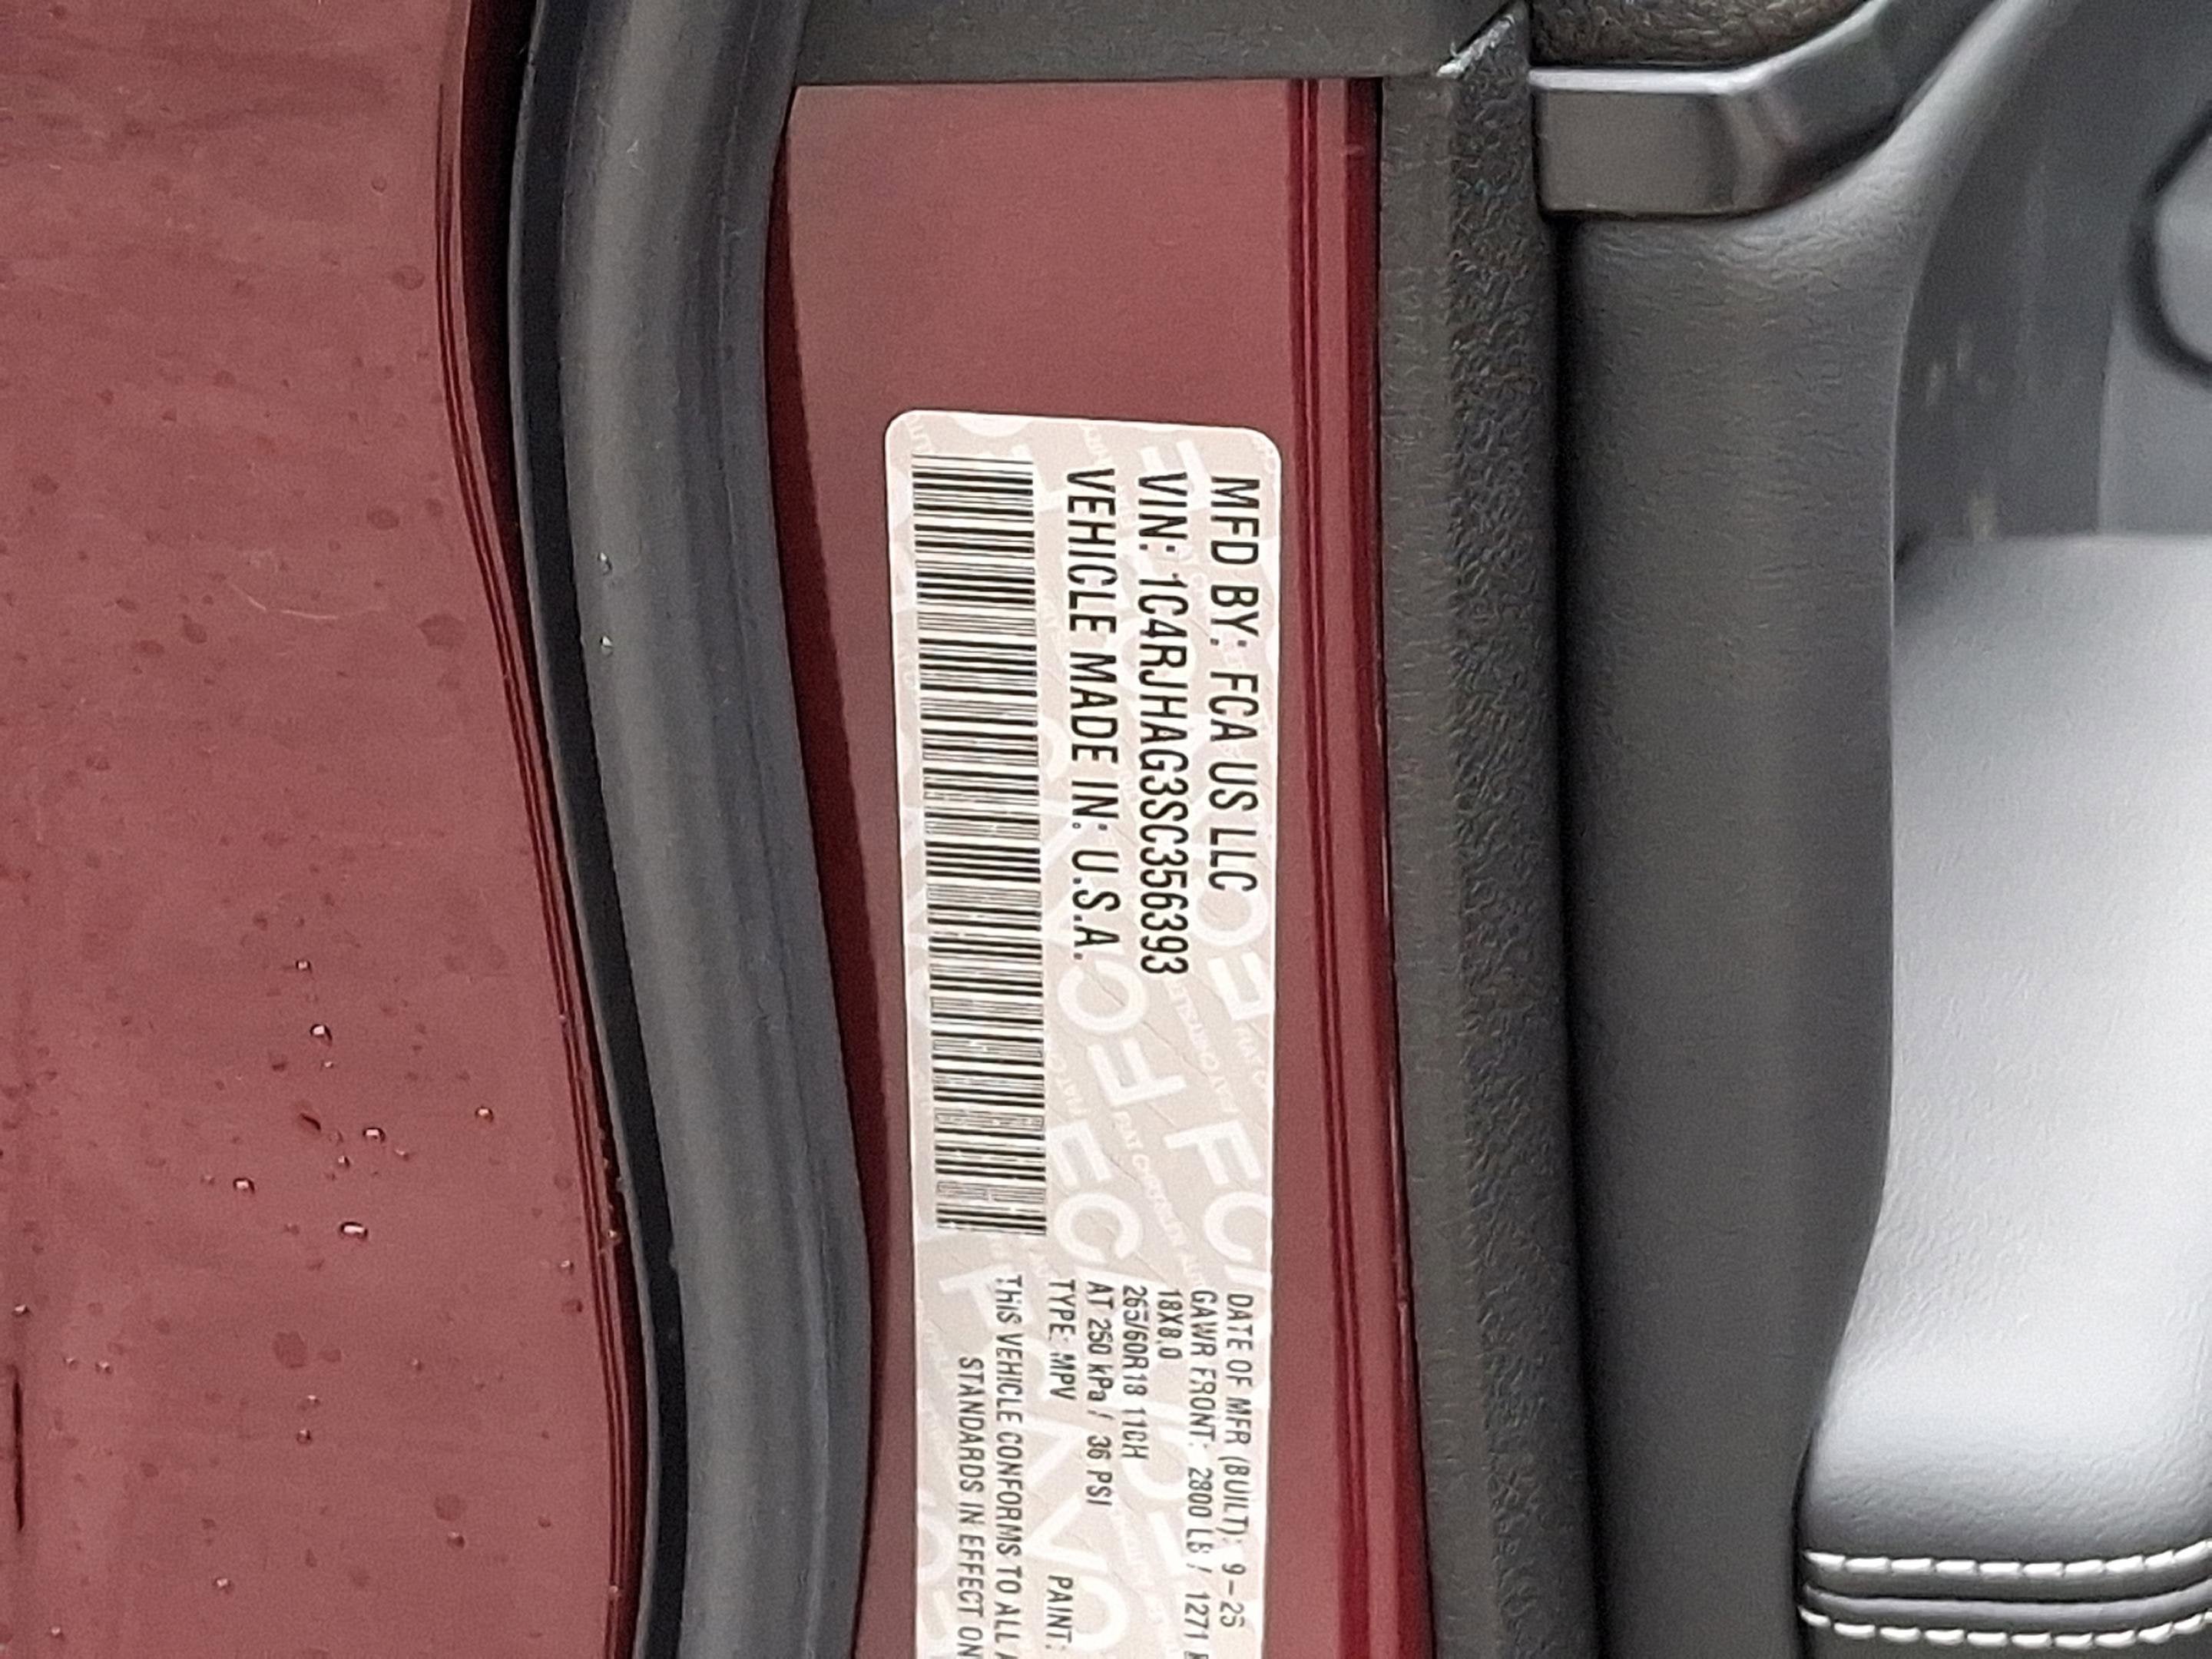 MFD BY: FCA US LLC
VIN: 1C4RJHAG3SC356393
VEHICLE MADE IN: U.S.A.
DATE OF MFR (BUILT): 9-25
GAWR FRONT: 2800 LB / 1271
18X8.0
265/60R18 110H
AT 250 kPa / 36 PSI
TYPE: MPV PAINT:
THIS VEHICLE CONFORMS TO ALL
STANDARDS IN EFFECT ON